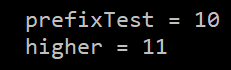 prefixTest = 10
higher = 11